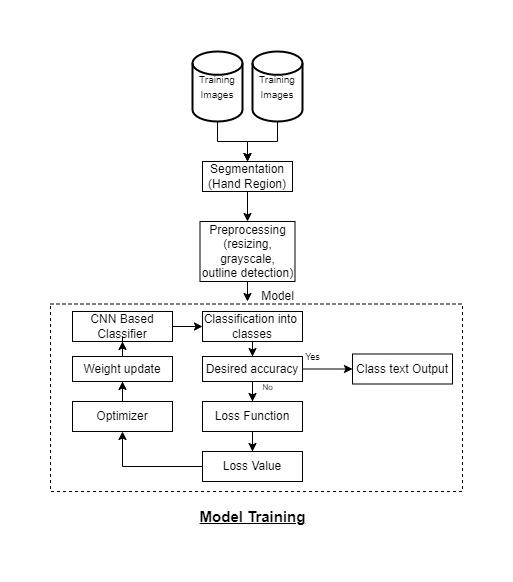 Training
Images
Training
Images
Segmentation
(Hand Region)
Preprocessing
(resizing,
grayscale,
outline detection)
Model
CNN Based
Classifier
Classification into
classes
Weight update
Desired accuracy
Yes
Class text Output
No
Optimizer
Loss Function
Loss Value
Model Training